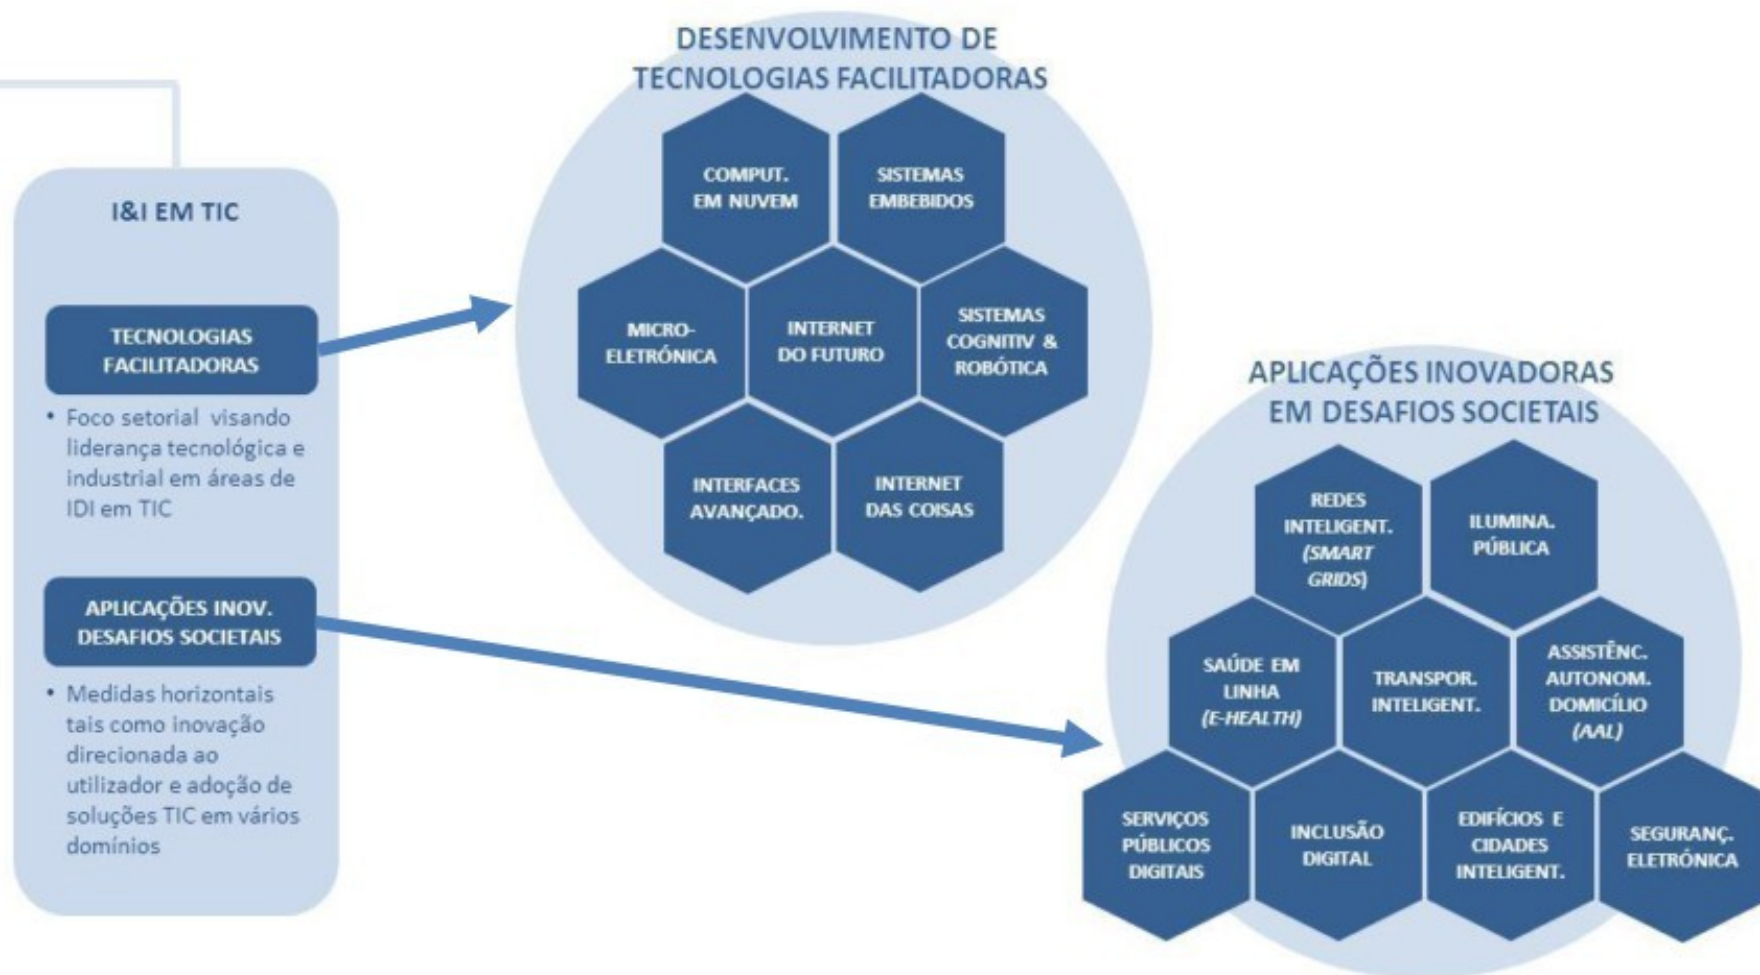 I&I EM TIC
TECNOLOGIAS
FACILITADORAS
• Foco setorial visando
liderança tecnológica e
industrial em áreas de
IDI em TIC
APLICAÇÕES INOV.
DESAFIOS SOCIETAIS
• Medidas horizontais
tais como inovação
direcionada ao
utilizador e adoção de
soluções TIC em vários
domínios
DESENVOLVIMENTO DE
TECNOLOGIAS FACILITADORAS
COMPUT.
EM NUVEM
SISTEMAS
EMBEBIDOS
MICRO-
ELETRÓNICA
INTERNET
DO FUTURO
SISTEMAS
COGNITIV &
ROBÓTICA
INTERFACES
AVANÇADO.
INTERNET
DAS COISAS
APLICAÇÕES INOVADORAS
EM DESAFIOS SOCIETAIS
REDES
INTELIGENT.
(SMART
GRIDS)
ILUMINA.
PÚBLICA
SAÚDE EM
LINHA
(E-HEALTH)
TRANSPOR.
INTELIGENT.
ASSISTÊNC.
AUTONOM.
DOMICÍLIO
(AAL)
SERVIÇOS
PÚBLICOS
DIGITAIS
INCLUSÃO
DIGITAL
EDIFÍCIOS E
CIDADES
INTELIGENT.
SEGURANÇ.
ELETRÓNICA